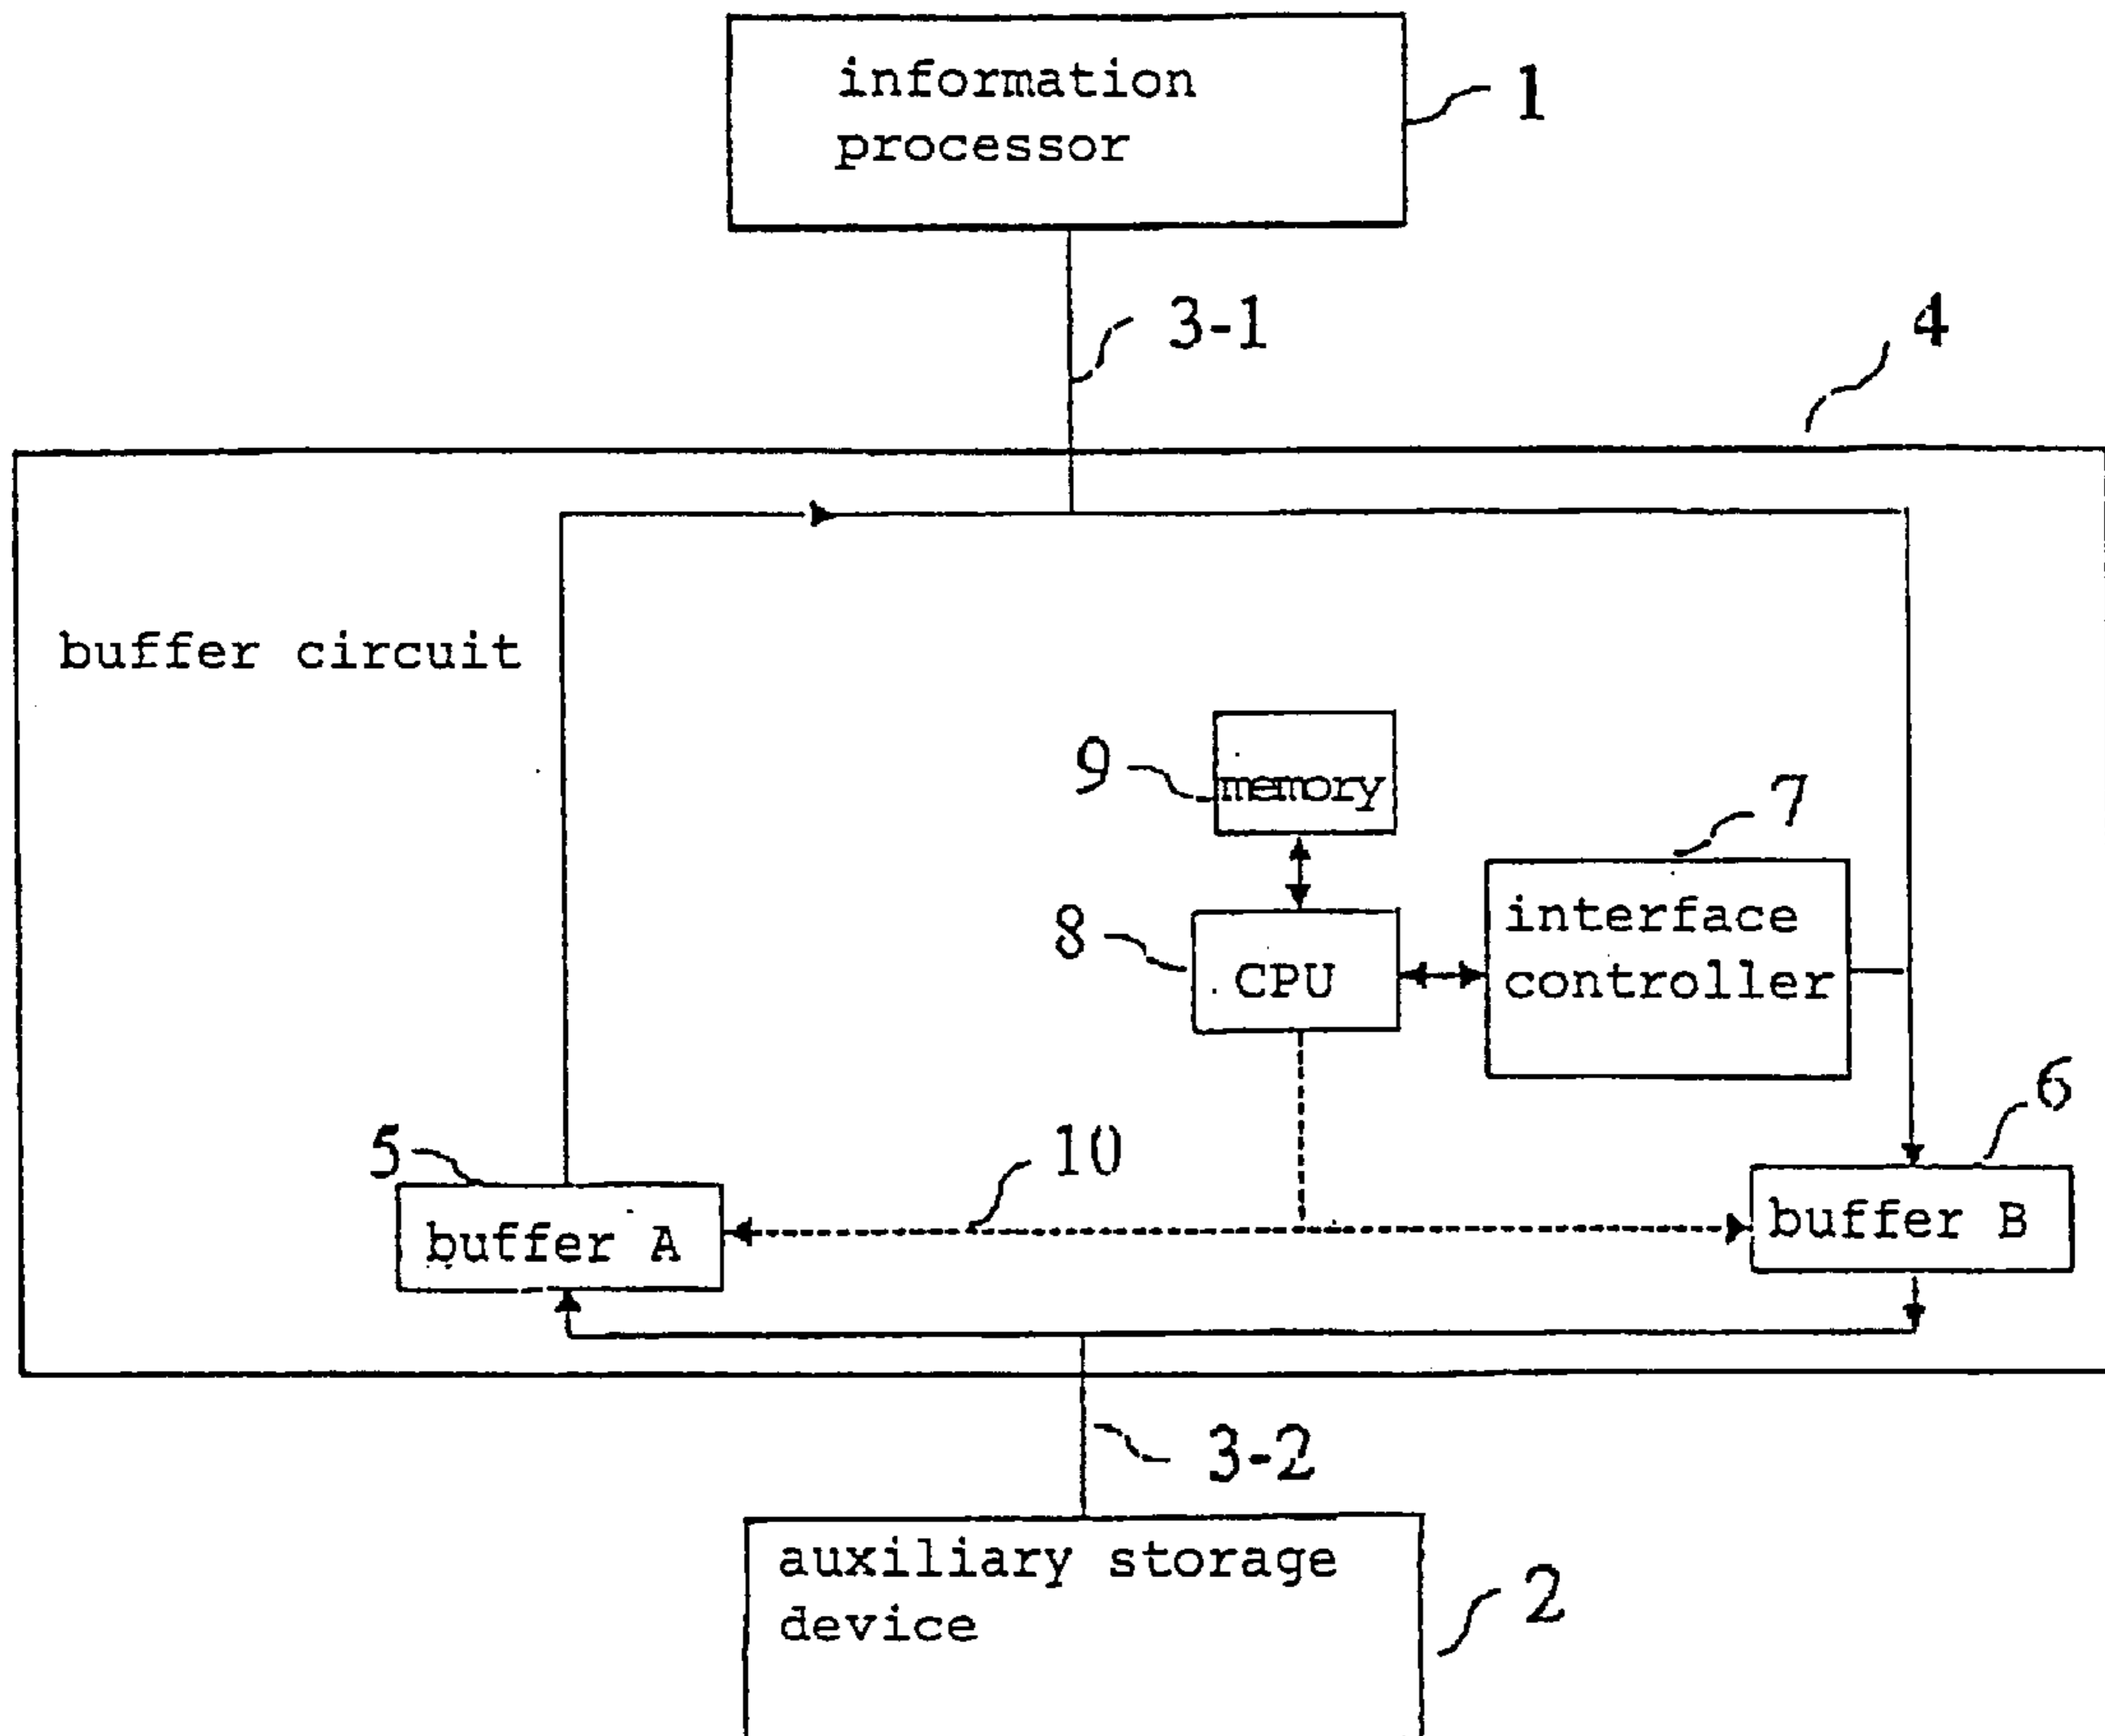 information
processor
1
3-1
4
buffer circuit
9
memory
7
8
CPU
interface
controller
6
5
10
buffer A
buffer B
3-2
auxiliary storage
device
2